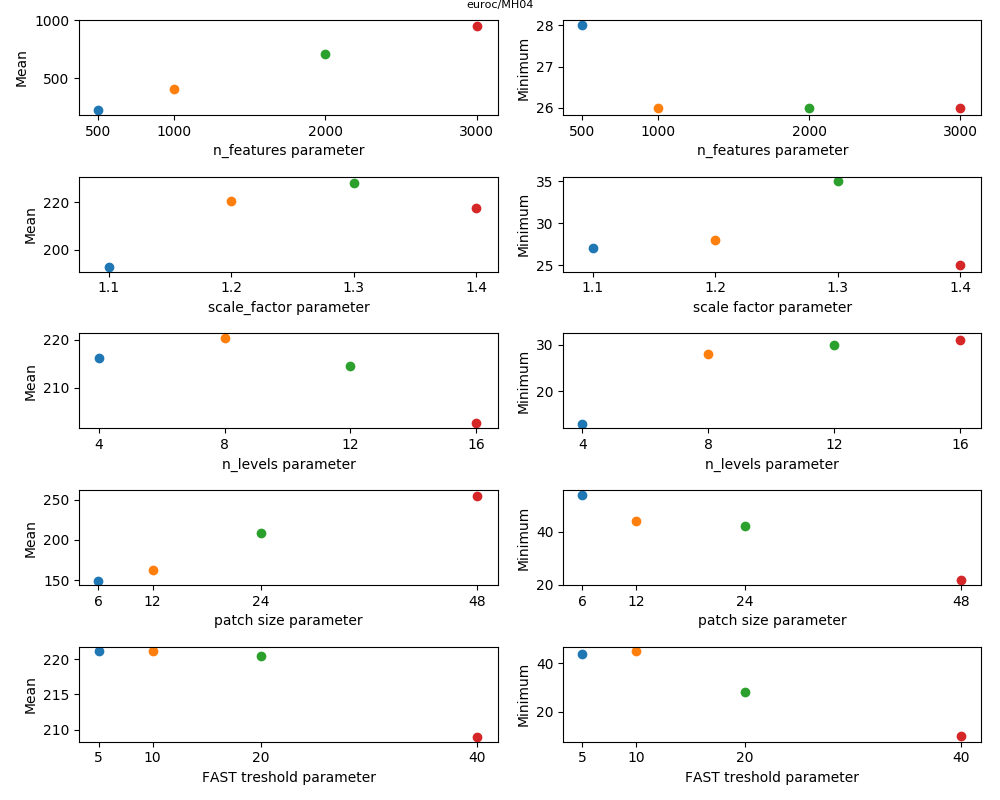 euroc/MH04
1000
500
Mean
500 1000 2000 3000
n_features parameter
28
27
26
Minimum
500 1000 2000 3000
n_features parameter
220
200
Mean
1.1 1.2 1.3 1.4
scale_factor parameter
35
30
25
Minimum
1.1 1.2 1.3 1.4
scale factor parameter
220
210
Mean
4 8 12 16
n_levels parameter
30
20
Minimum
4 8 12 16
n_levels parameter
250
200
150
Mean
6 12 24 48
patch size parameter
40
20
Minimum
6 12 24 48
patch size parameter
220
215
210
Mean
5 10 20 40
FAST treshold parameter
40
20
Minimum
5 10 20 40
FAST treshold parameter